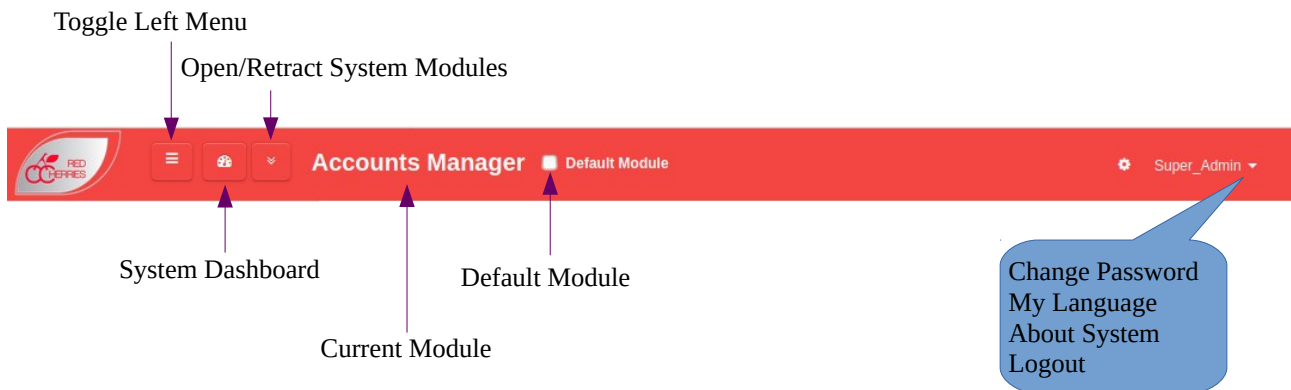 Toggle Left Menu
Open/Retract System Modules
RED
CHERRIES
Accounts Manager
Default Module
Super_Admin
System Dashboard
Default Module
Current Module
Change Password
My Language
About System
Logout